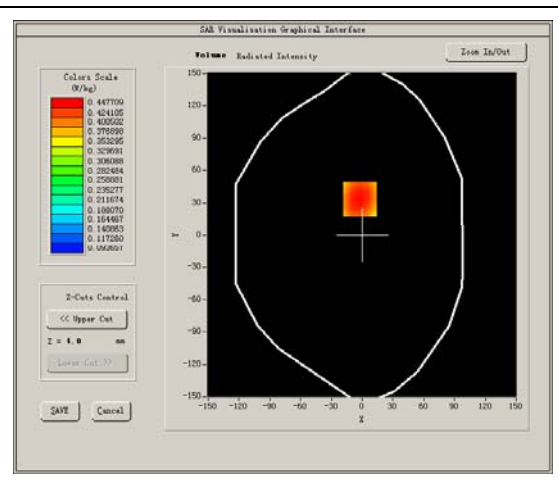 SAR Visualisation Graphical Interface
Volume Radiated Intensity
Zoom In/Out
Colors Scale
(W/kg)
0.447709
0.424105
0.400502
0.376898
0.353295
0.329691
0.306088
0.282484
0.258881
0.235277
0.211674
0.188070
0.164467
0.140863
0.117260
0.093657
150
120
90
60
30
0
-30
-60
-90
-120
-150
Y
-150 -120 -90 -60 -30 0 30 60 90 120 150
X
Z-Cuts Control
<< Upper Cut
Z = 4.0 mm
Lower Cut >>
SAVE Cancel